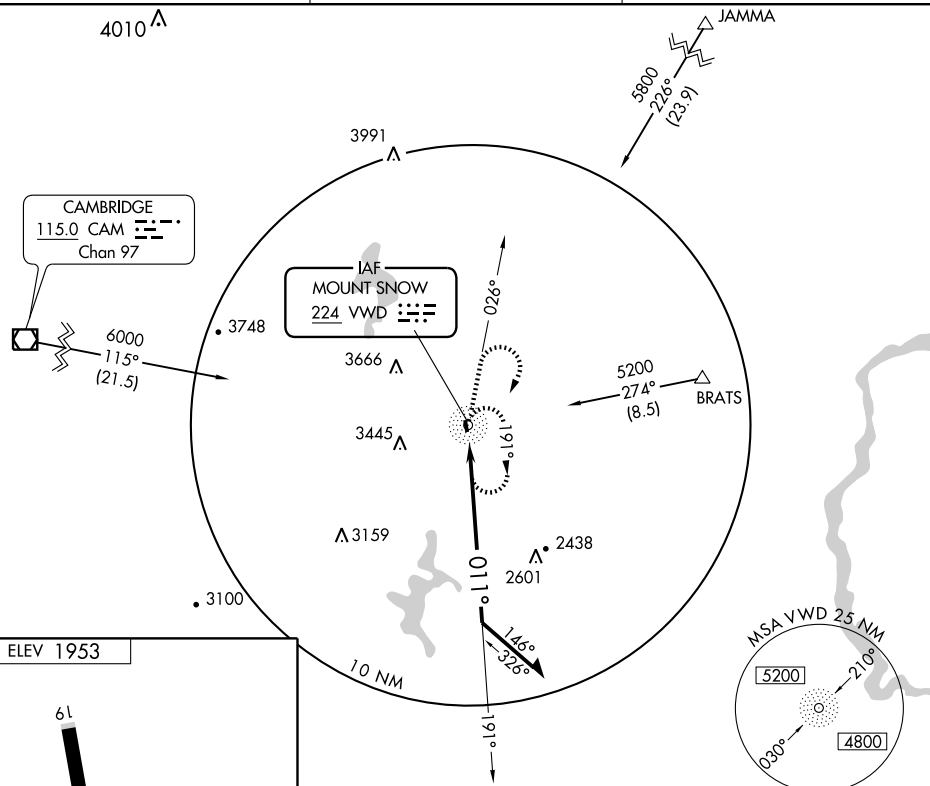 4010
JAMMA
5800
226°
(23.9)
3991
CAMBRIDGE
115.0 CAM
Chan 97
IAF
MOUNT SNOW
224 VWD
026°
3748
6000
115°
(21.5)
3666
5200
274°
(8.5)
BRATS
3445
191°
3159
2438
2601
011°
3100
146°
326°
10 NM
191°
MSA VWD 25 NM
5200
210°
030°
4800
ELEV 1953
19